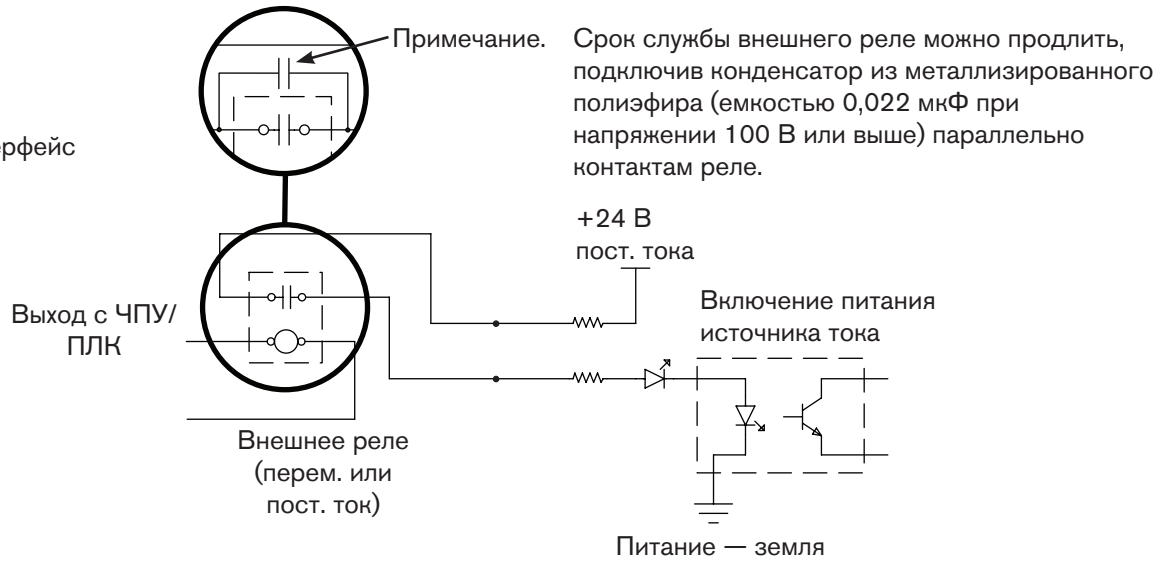 Примечание.
Срок службы внешнего реле можно продлить,
подключив конденсатор из металлизированного
полиэфира (емкостью 0,022 мкФ при
напряжении 100 В или выше) параллельно
контактам реле.
ерфейс
+24 В
пост. тока
Включение питания
источника тока
Выход с ЧПУ/
ПЛК
Внешнее реле
(перем. или
пост. ток)
Питание — земля